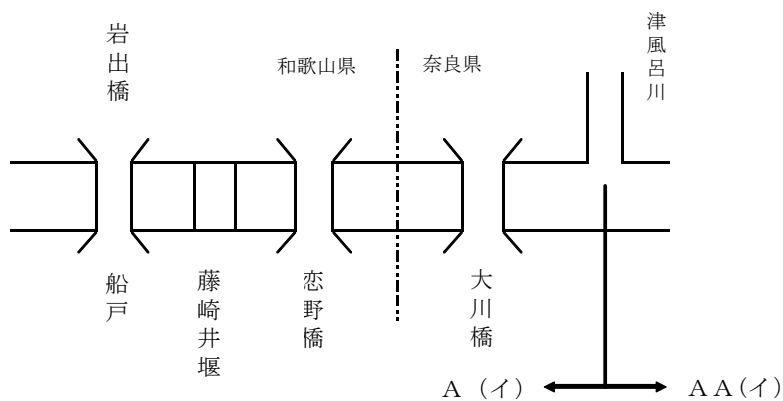 岩出橋
和歌山県
奈良県
津風呂川
船戸
藤崎井堰
恋野橋
大川橋
A (イ)
AA(イ)